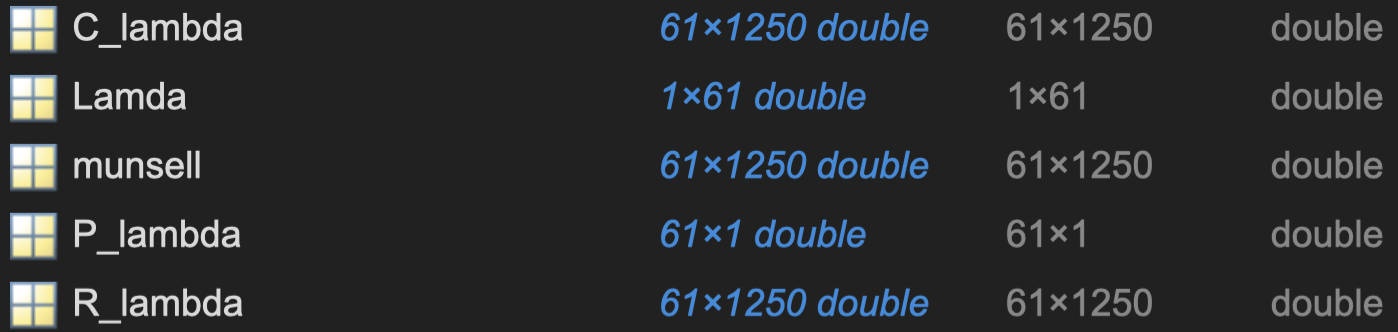 C_lambda 61×1250 double 61×1250 double
Lamda 1×61 double 1×61 double
munsell 61×1250 double 61×1250 double
P_lambda 61×1 double 61×1 double
R_lambda 61×1250 double 61×1250 double